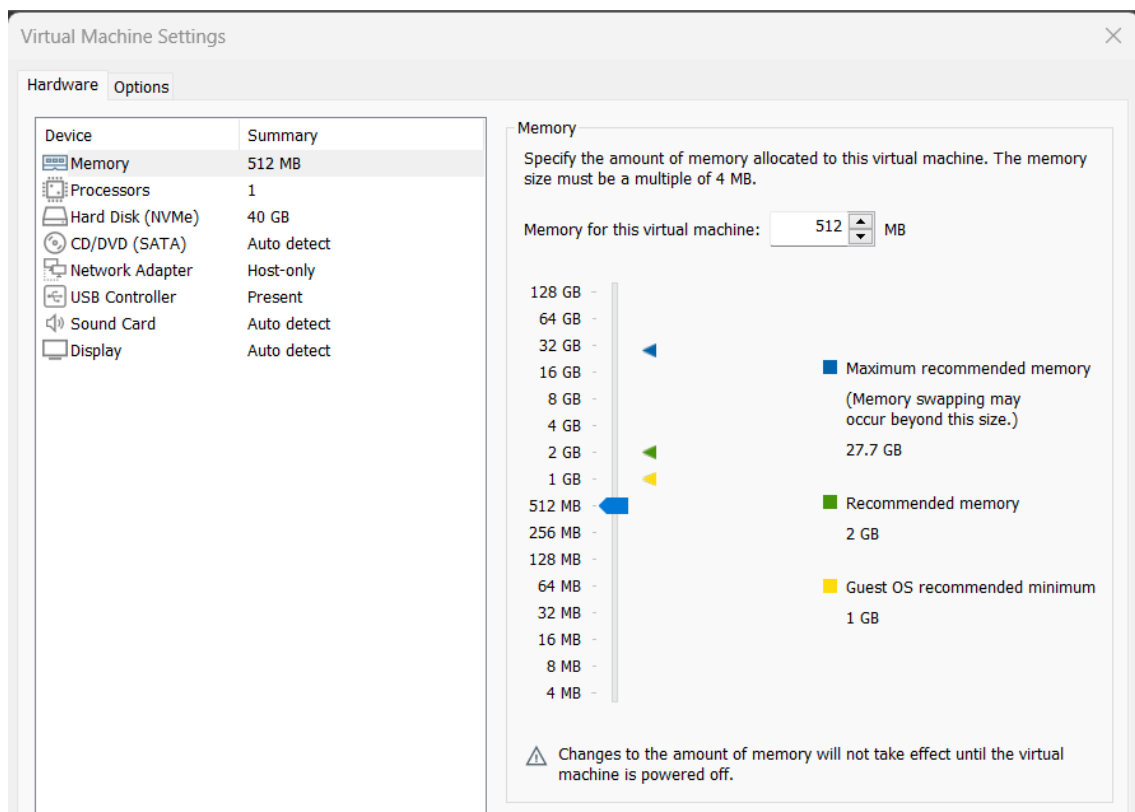 Virtual Machine Settings
Hardware Options
Device Summary
Memory 512 MB
Processors 1
Hard Disk (NVMe) 40 GB
CD/DVD (SATA) Auto detect
Network Adapter Host-only
USB Controller Present
Sound Card Auto detect
Display Auto detect
Memory
Specify the amount of memory allocated to this virtual machine. The memory
size must be a multiple of 4 MB.
Memory for this virtual machine: 512 MB
128 GB
64 GB
32 GB
16 GB
8 GB
4 GB
2 GB
1 GB
512 MB
256 MB
128 MB
64 MB
32 MB
16 MB
8 MB
4 MB
Maximum recommended memory
(Memory swapping may
occur beyond this size.)
27.7 GB
Recommended memory
2 GB
Guest OS recommended minimum
1 GB
Changes to the amount of memory will not take effect until the virtual
machine is powered off.